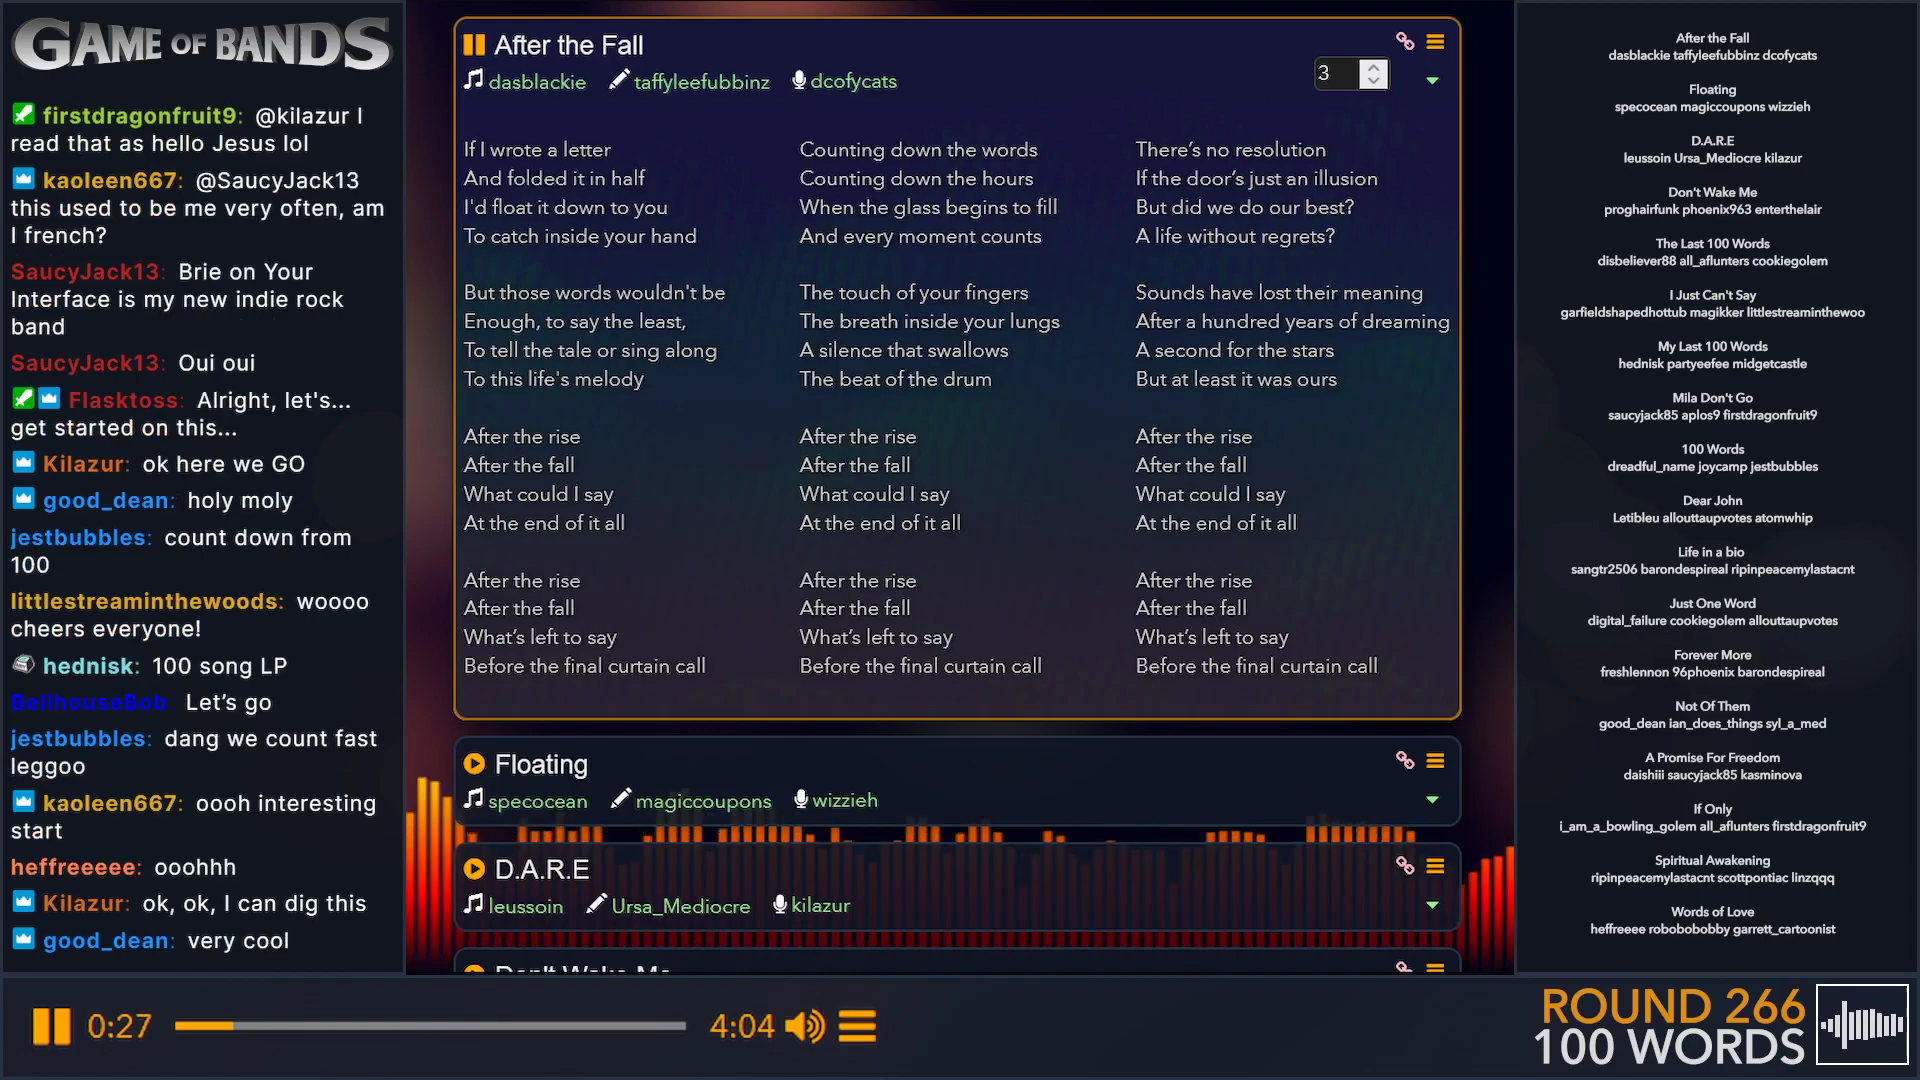 GAME OF BANDS
firstdragonfruit9: @kilazur I
read that as hello Jesus lol
kaoleen667: @SaucyJack13
this used to be me very often, am
I french?
SaucyJack13: Brie on Your
Interface is my new indie rock
band
SaucyJack13: Oui oui
Flasktoss: Alright, let's...
get started on this...
Kilazur: ok here we GO
good_dean: holy moly
jestbubbles: count down from
100
littlestreaminthewoods: woooo
cheers everyone!
hednisk: 100 song LP
BellhouseBob: Let's go
jestbubbles: dang we count fast
leggoo
kaoleen667: oooh interesting
start
heffreeeee: ooohhh
Kilazur: ok, ok, I can dig this
good_dean: very cool
After the Fall
dasblackie taffyleefubbinz dcofycats
3
If I wrote a letter
And folded it in half
I'd float it down to you
To catch inside your hand
But those words wouldn't be
Enough, to say the least,
To tell the tale or sing along
To this life's melody
After the rise
After the fall
What could I say
At the end of it all
After the rise
After the fall
What's left to say
Before the final curtain call
Counting down the words
Counting down the hours
When the glass begins to fill
And every moment counts
The touch of your fingers
The breath inside your lungs
A silence that swallows
The beat of the drum
After the rise
After the fall
What could I say
At the end of it all
After the rise
After the fall
What's left to say
Before the final curtain call
There's no resolution
If the door's just an illusion
But did we do our best?
A life without regrets?
Sounds have lost their meaning
After a hundred years of dreaming
A second for the stars
But at least it was ours
After the rise
After the fall
What could I say
At the end of it all
After the rise
After the fall
What's left to say
Before the final curtain call
Floating
specocean magiccoupons wizzieh
D.A.R.E
leussoin Ursa_Mediocre kilazur
Don't Wake Me
After the Fall
dasblackie taffyleefubbinz dcofycats
Floating
specocean magiccoupons wizzieh
D.A.R.E
leussoin Ursa_Mediocre kilazur
Don't Wake Me
proghairfunk phoenix963 enterthelair
The Last 100 Words
disbeliever88 all_aflunters cookiegolem
I Just Can't Say
garfieldshapedhottub magikker littlestreaminthewoo
My Last 100 Words
hednisk partyeefee midgetcastle
Mila Don't Go
saucyjack85 aplos9 firstdragonfruit9
100 Words
dreadful_name joycamp jestbubbles
Dear John
Letibleu allouttaupvotes atomwhip
Life in a bio
sangtr2506 barondespireal ripinpeacemylastacnt
Just One Word
digital_failure cookiegolem allouttaupvotes
Forever More
freshlennon 96phoenix barondespireal
Not Of Them
good_dean ian_does_things syl_a_med
A Promise For Freedom
daishiii saucyjack85 kasminova
If Only
i_am_a_bowling_golem all_aflunters firstdragonfruit9
Spiritual Awakening
ripinpeacemylastacnt scottpontiac linzqqq
Words of Love
heffreeee robobobobby garrett_cartoonist
0:27
4:04
ROUND 266
100 WORDS